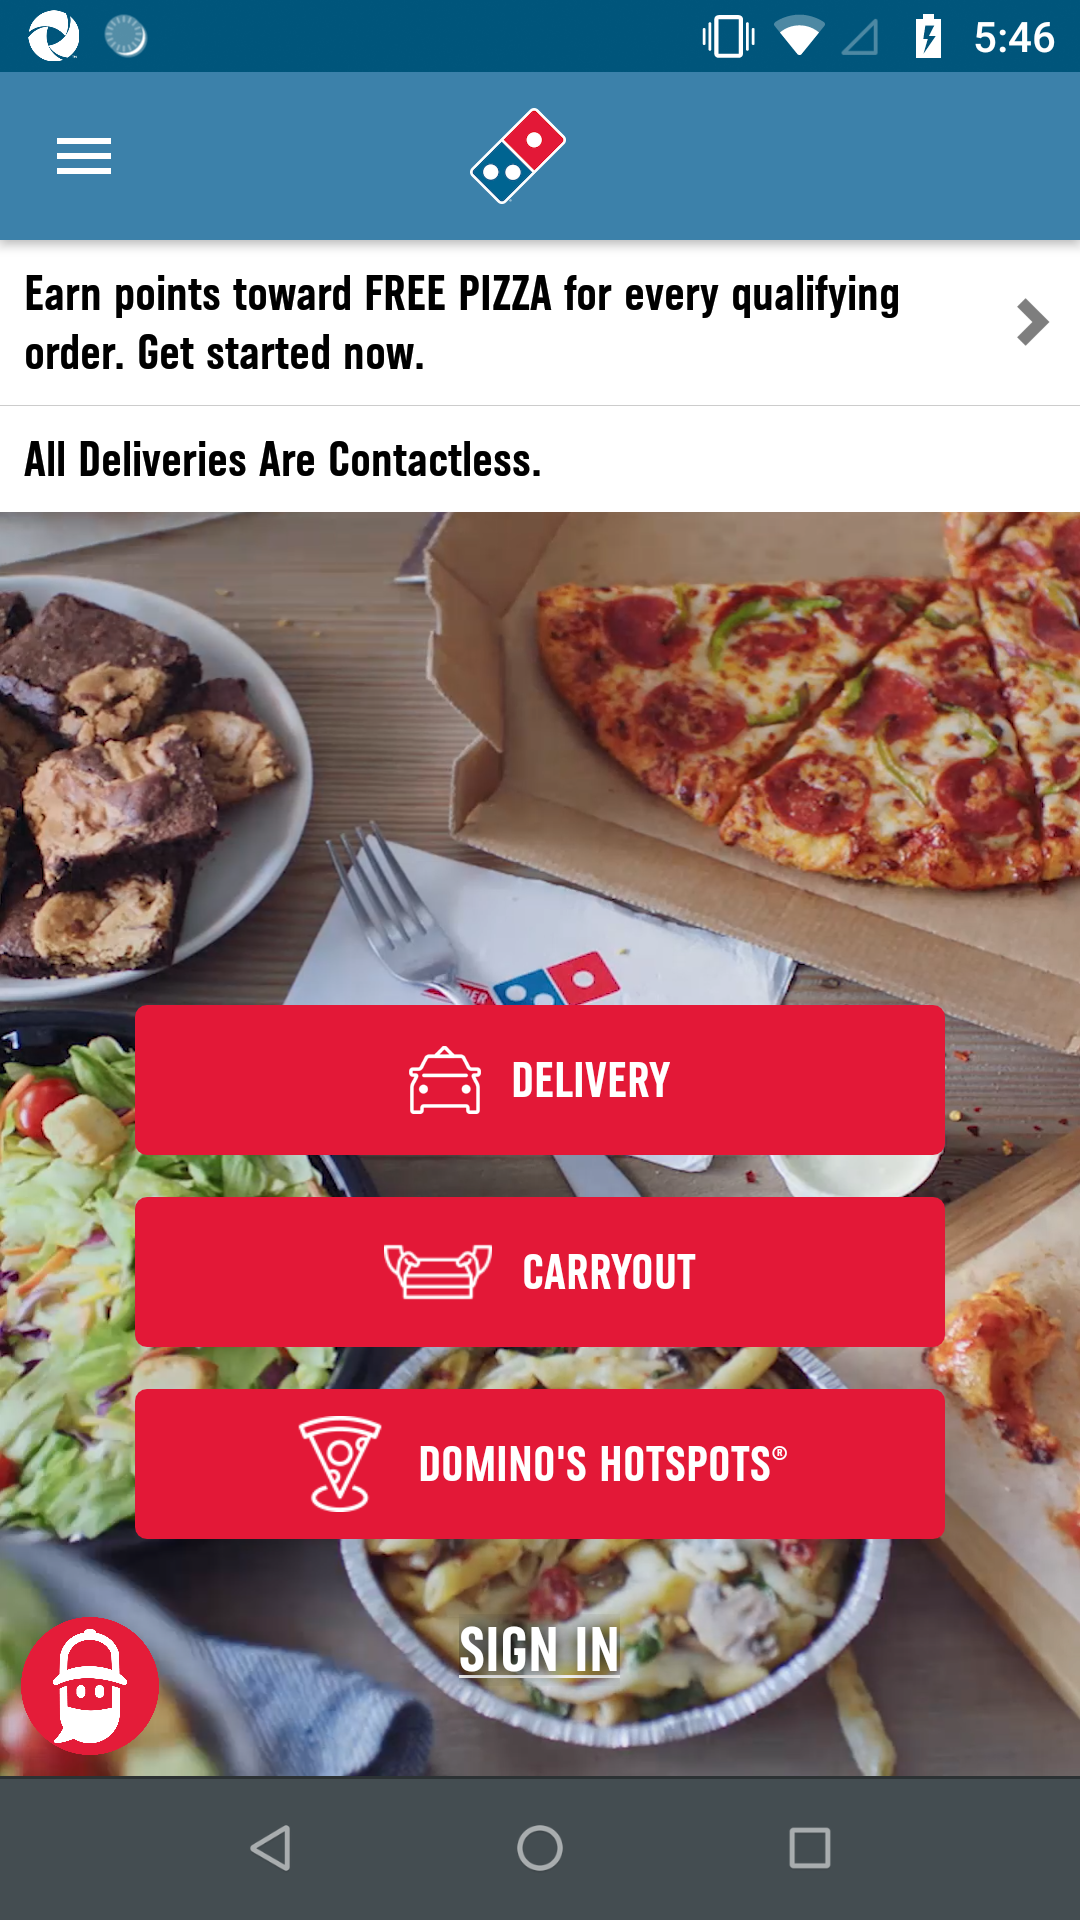 5:46
Earn points toward FREE PIZZA for every qualifying
order. Get started now.
All Deliveries Are Contactless.
DELIVERY
CARRYOUT
DOMINO'S HOTSPOTS®
SIGN IN